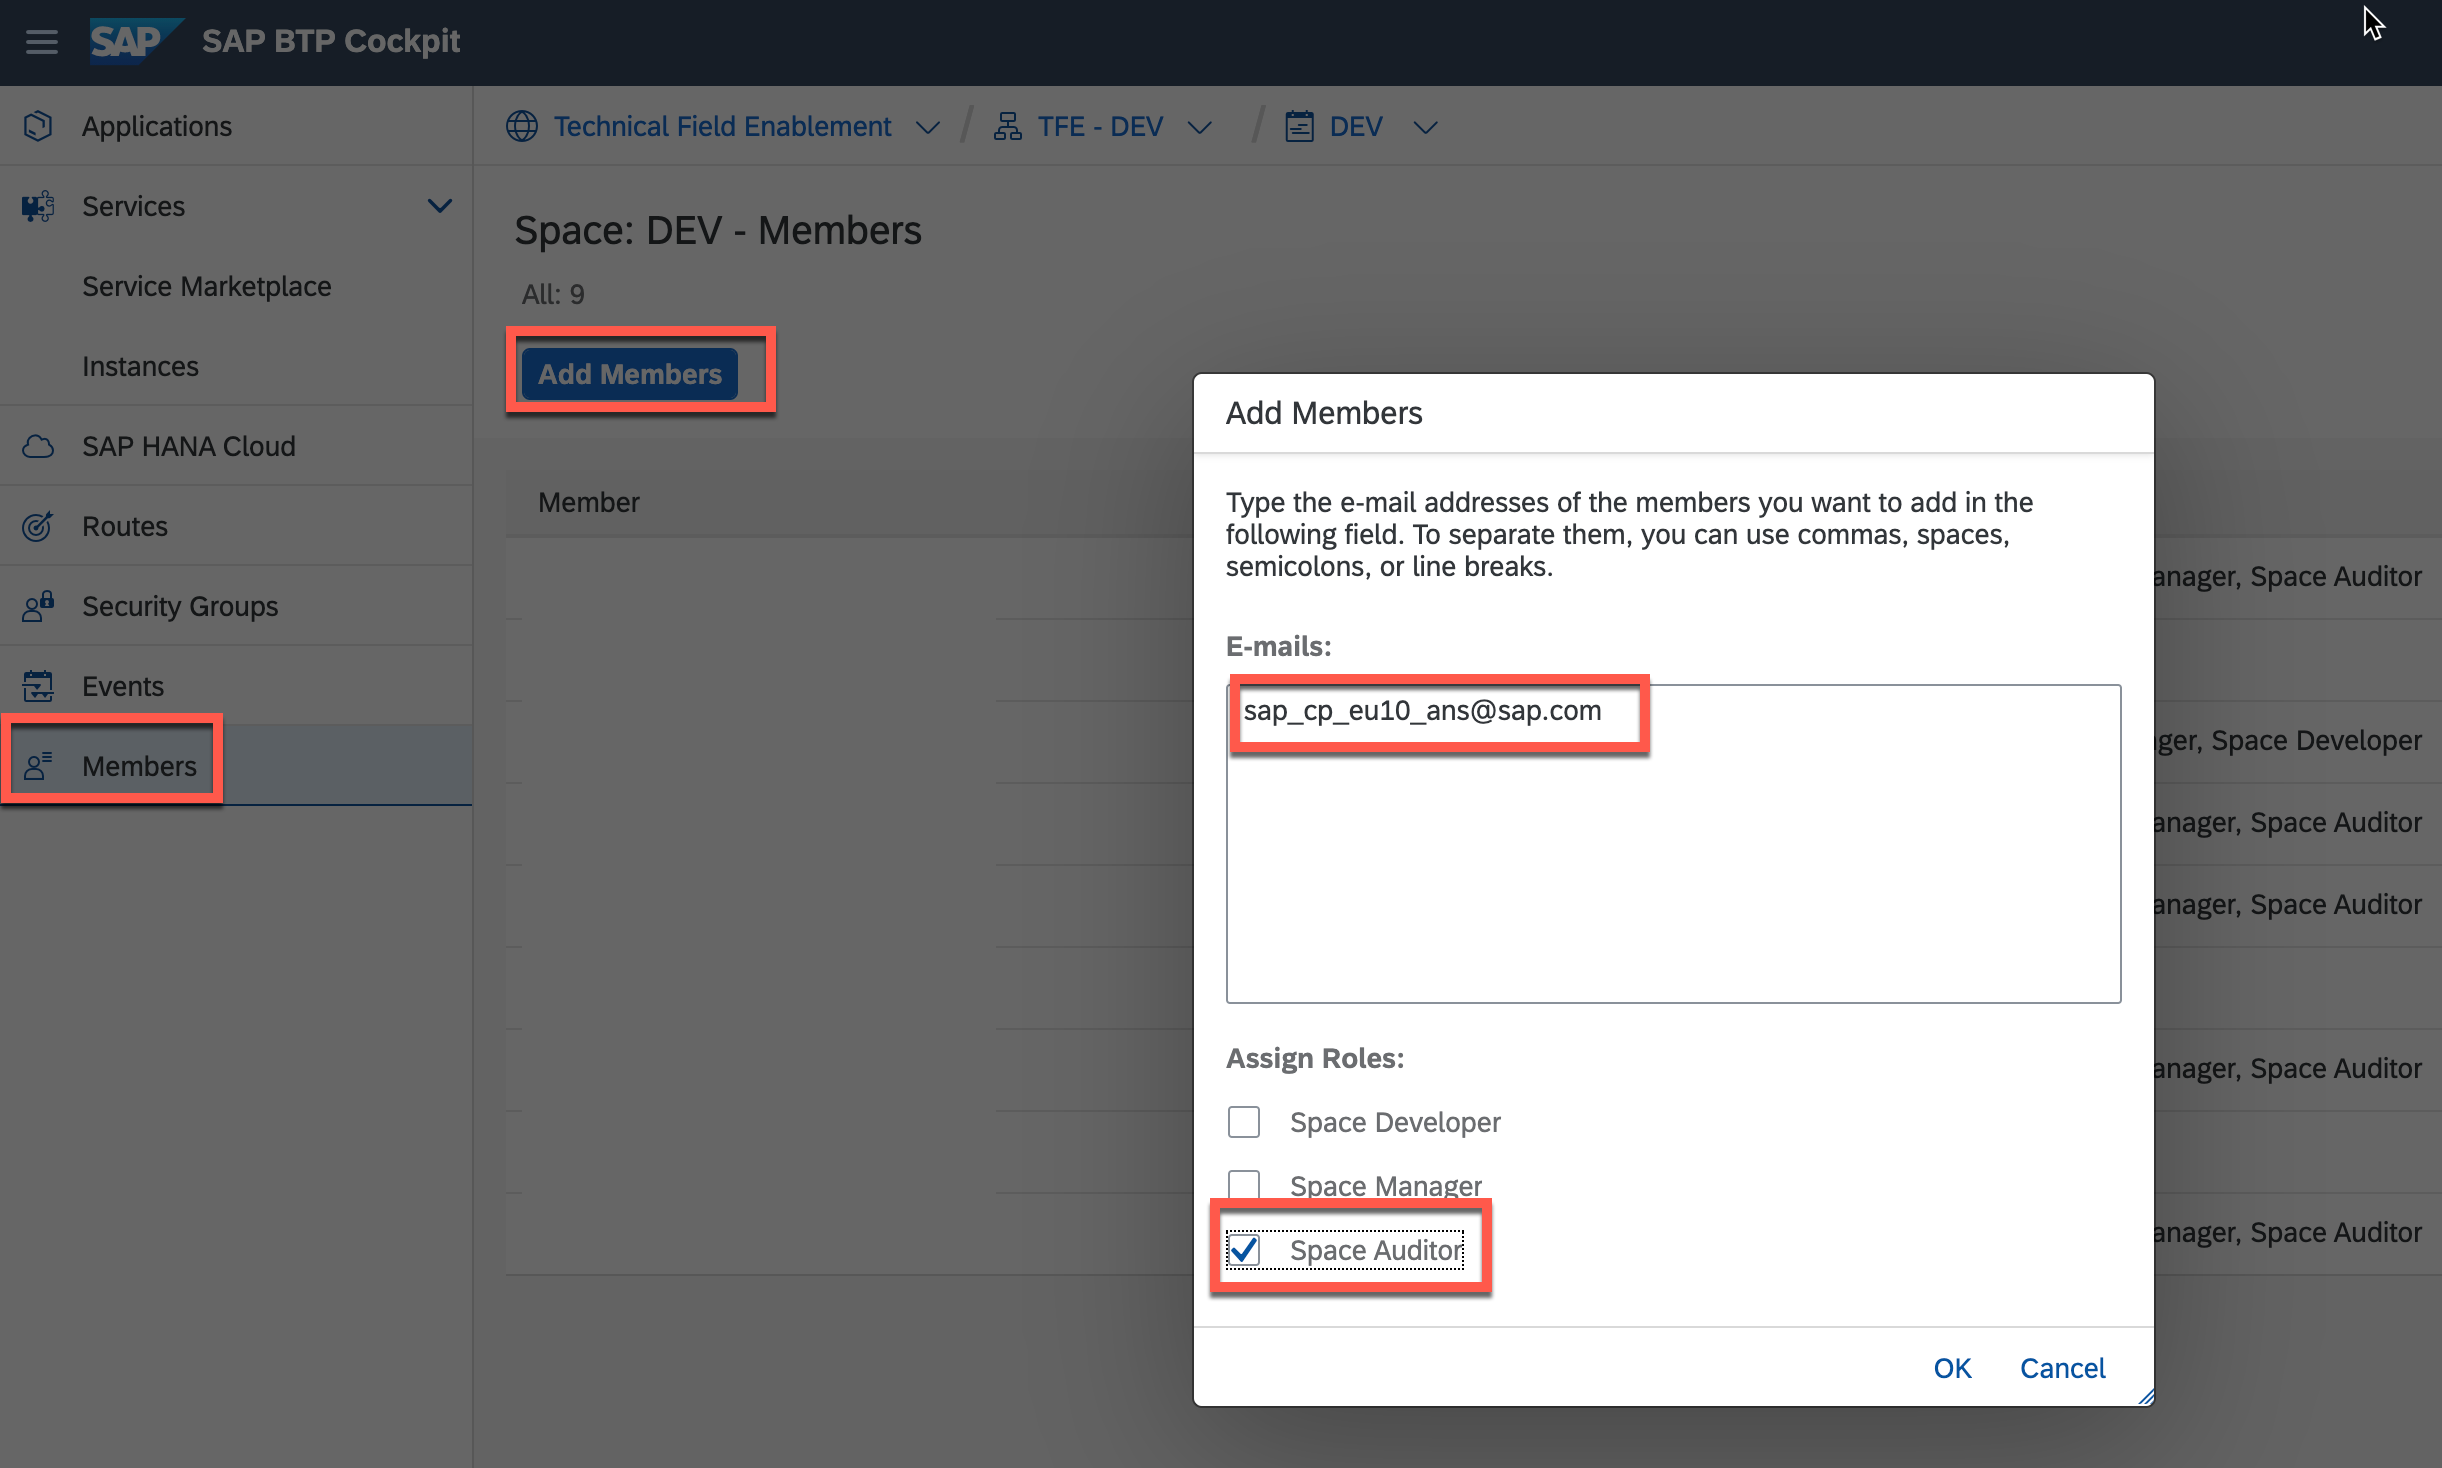 SAP SAP BTP Cockpit
Applications
Services
Service Marketplace
Instances
SAP HANA Cloud
Routes
Security Groups
Events
Members
Technical Field Enablement / TFE - DEV / DEV
Space: DEV - Members
All: 9
Add Members
Member
anager, Space Auditor
ger, Space Developer
anager, Space Auditor
anager, Space Auditor
anager, Space Auditor
anager, Space Auditor
Add Members
Type the e-mail addresses of the members you want to add in the
following field. To separate them, you can use commas, spaces,
semicolons, or line breaks.
E-mails:
sap_cp_eu10_ans@sap.com
Assign Roles:
Space Developer
Space Manager
Space Auditor
OK Cancel